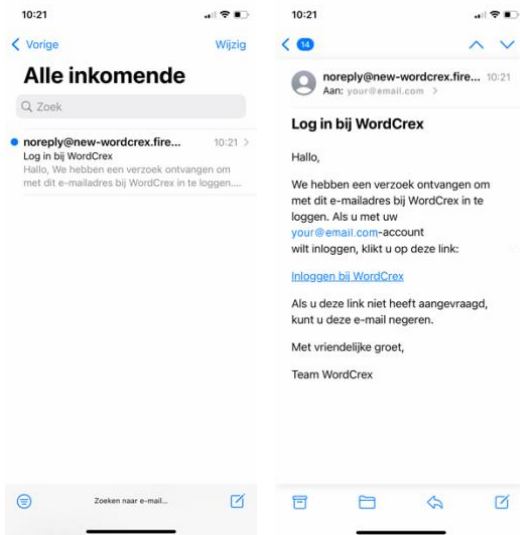 10:21
Vorige
Wijzig
Alle inkomende
Zoek
noreply@new-wordcrex.fire... 10:21
Log in bij WordCrex
Hallo, We hebben een verzoek ontvangen om
met dit e-mailadres bij WordCrex in te loggen....
Zoeken naar e-mail...
10:21
14
noreply@new-wordcrex.fire... 10:21
Aan: your@email.com
Log in bij WordCrex
Hallo,
We hebben een verzoek ontvangen om
met dit e-mailadres bij WordCrex in te
loggen. Als u met uw
your@email.com-account
wilt inloggen, klikt u op deze link:
Inloggen bij WordCrex
Als u deze link niet heeft aangevraagd,
kunt u deze e-mail negeren.
Met vriendelijke groet,
Team WordCrex